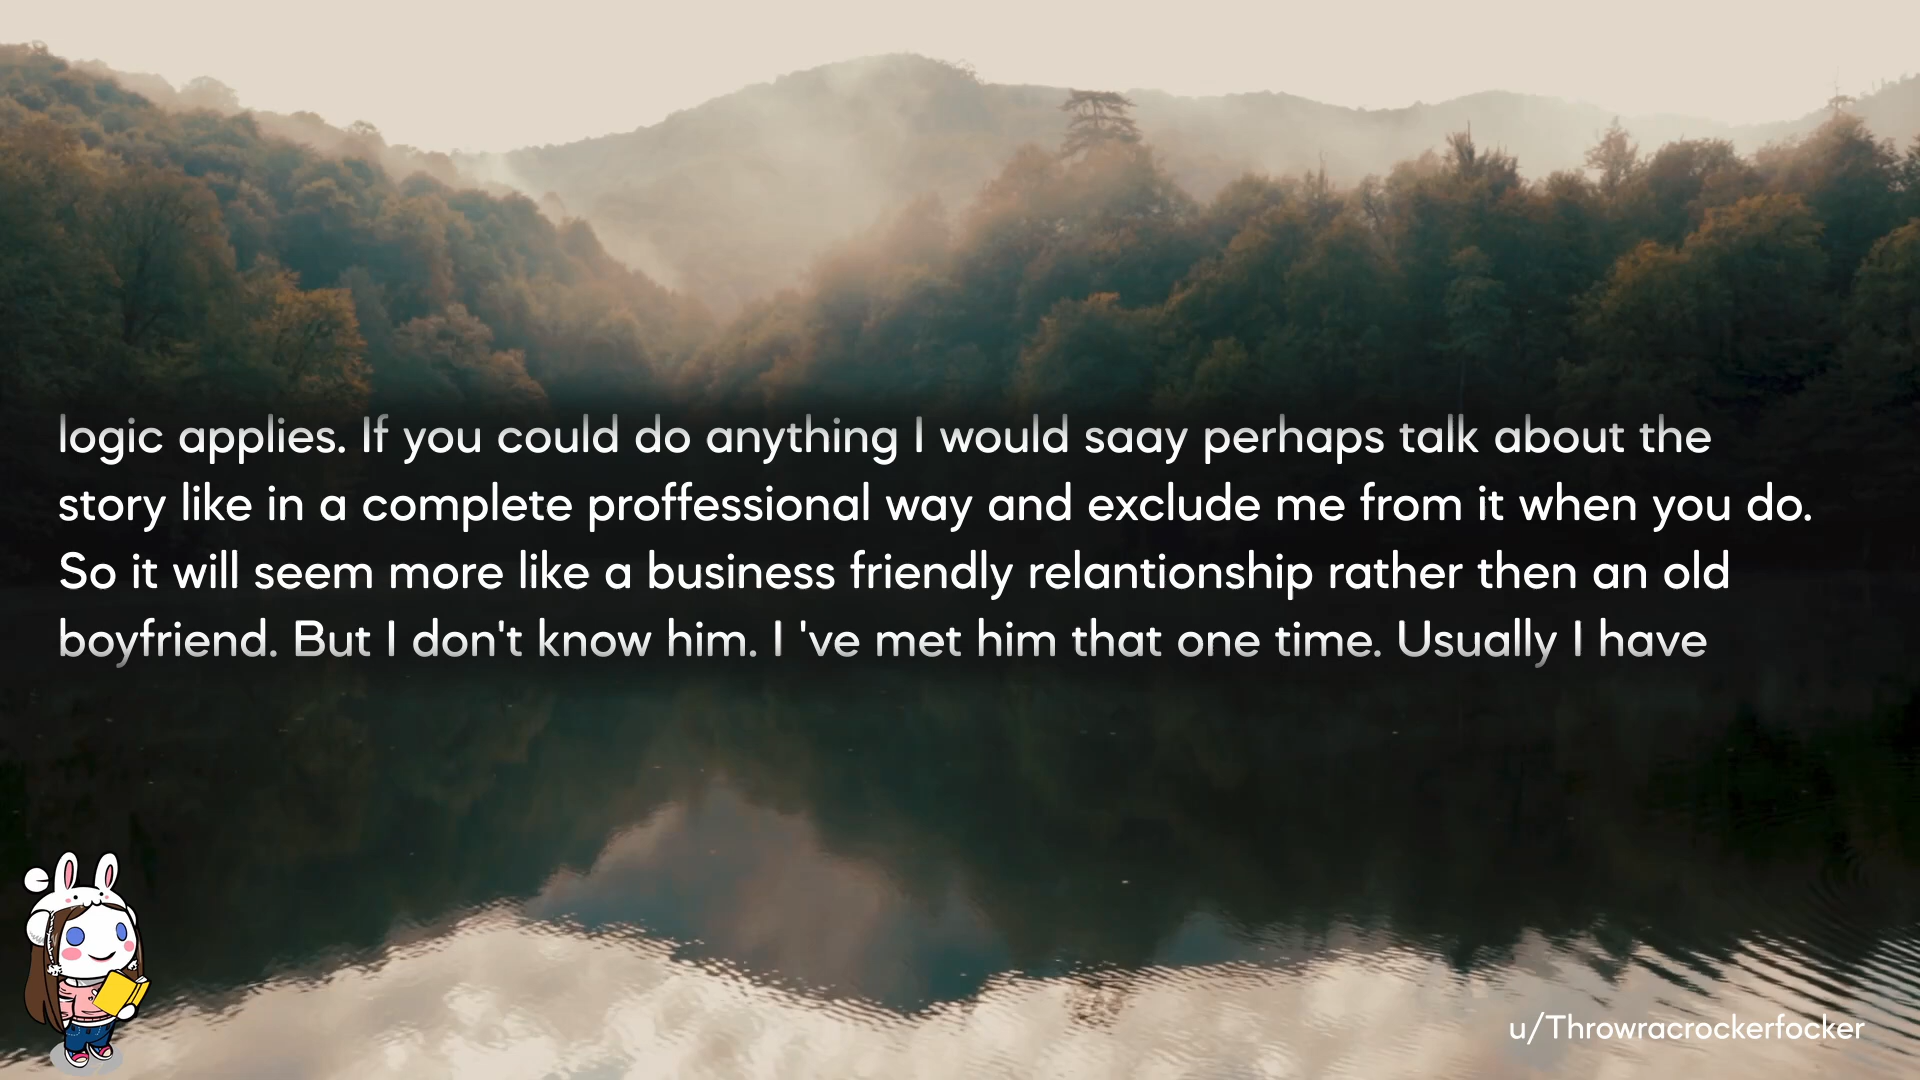 logic applies. If you could do anything I would saay perhaps talk about the
story like in a complete proffessional way and exclude me from it when you do.
So it will seem more like a business friendly relantionship rather then an old
boyfriend. But I don't know him. I 've met him that one time. Usually I have
u/Throwracrockerfocker